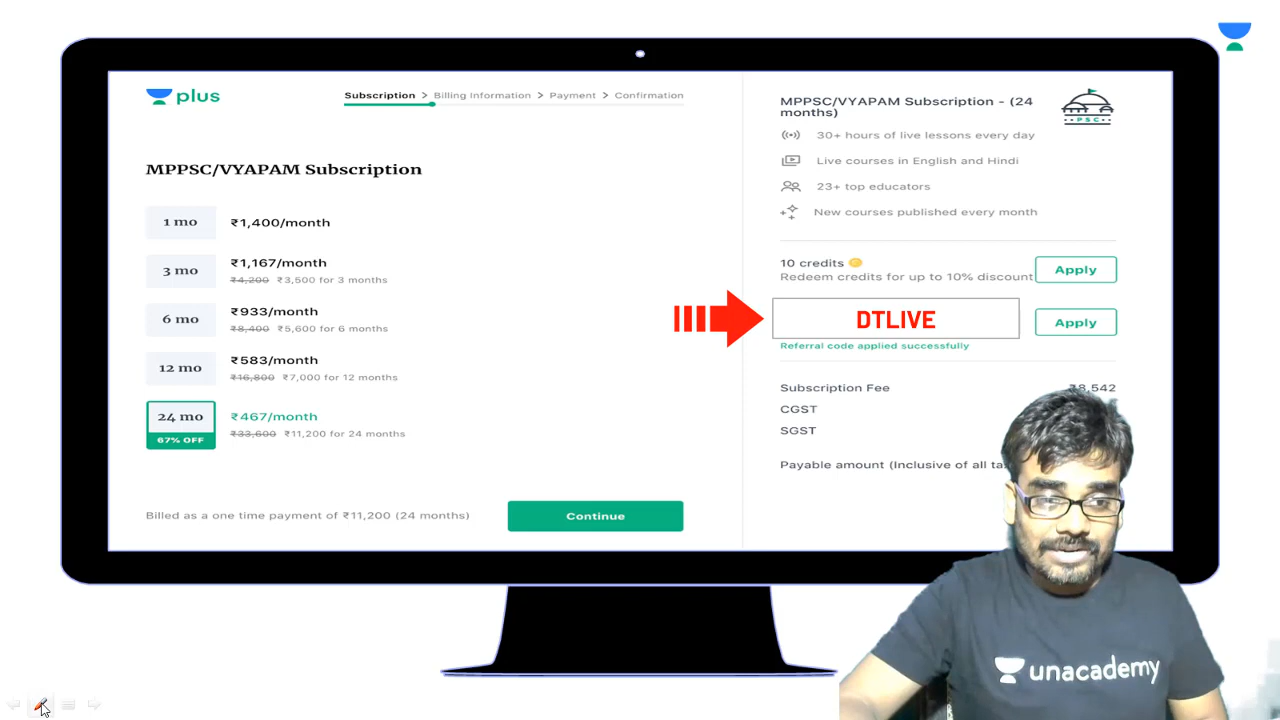 plus
Subscription > Billing Information > Payment > Confirmation
MPPSC/VYAPAM Subscription
1 mo ₹1,400/month
3 mo ₹1,167/month
₹4,200 ₹3,500 for 3 months
6 mo ₹933/month
₹8,400 ₹5,600 for 6 months
12 mo ₹583/month
₹16,800 ₹7,000 for 12 months
24 mo ₹467/month
67% OFF ₹33,600 ₹11,200 for 24 months
Billed as a one time payment of ₹11,200 (24 months) Continue
MPPSC/VYAPAM Subscription - (24
months)
PSC
30+ hours of live lessons every day
Live courses in English and Hindi
23+ top educators
New courses published every month
10 credits
Redeem credits for up to 10% discount Apply
DTLIVE Apply
Referral code applied successfully
Subscription Fee ₹8,542
CGST
SGST
Payable amount (Inclusive of all
unacademy